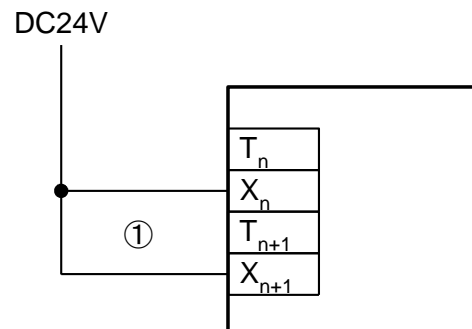 DC24V
Tn
Xn
①
Tn+1
Xn+1